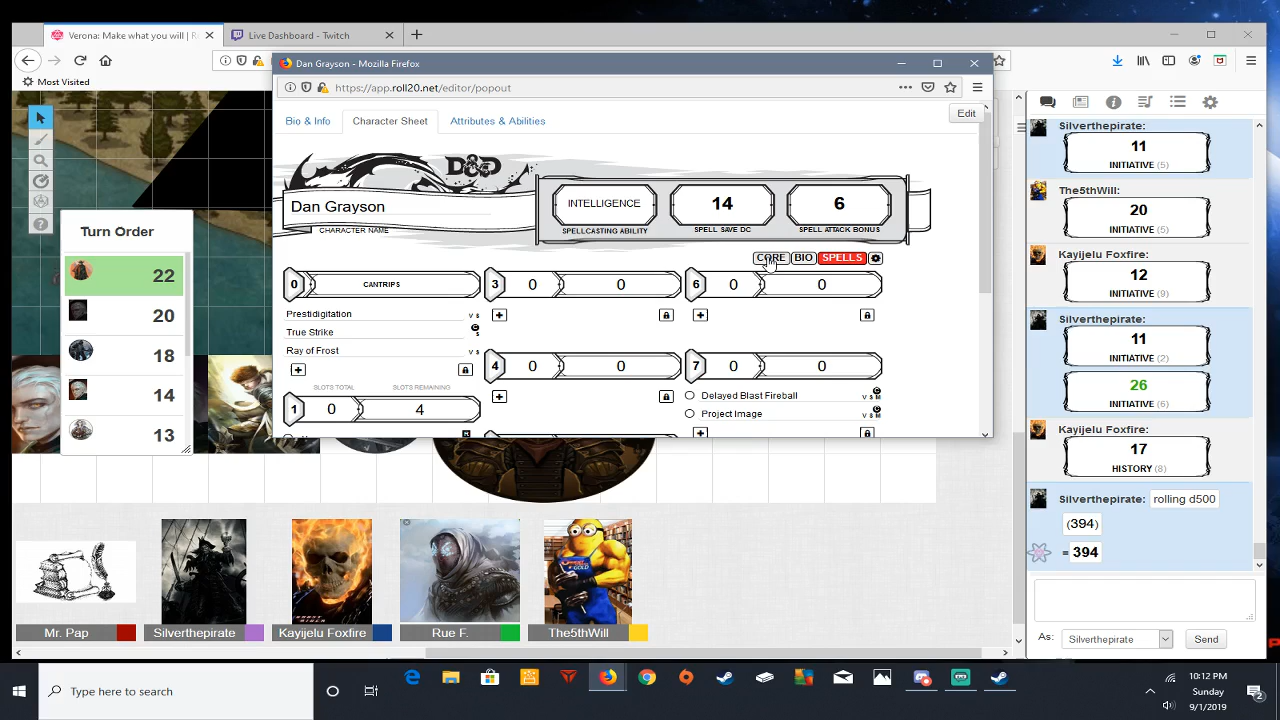 Verona: Make what you will | R
Live Dashboard - Twitch
Most Visited
Dan Grayson - Mozilla Firefox
https://app.roll20.net/editor/popout
Bio & Info
Character Sheet
Attributes & Abilities
Edit
D&D
Dan Grayson
CHARACTER NAME
INTELLIGENCE
14
6
SPELLCASTING ABILITY
SPELL SAVE DC
SPELL ATTACK BONUS
CORE
BIO
SPELLS
0
CANTRIPS
3
0
0
6
0
0
Prestidigitation
V S
True Strike
C
S
Ray of Frost
V S
SLOTS TOTAL
SLOTS REMAINING
1
0
4
4
0
0
7
0
0
Delayed Blast Fireball
C
V S M
Project Image
C
V S M
Turn Order
22
20
18
14
13
Silverthepirate:
11
INITIATIVE (5)
The5thWill:
20
INITIATIVE (5)
Kayijelu Foxfire:
12
INITIATIVE (9)
Silverthepirate:
11
INITIATIVE (5)
26
INITIATIVE (6)
Kayijelu Foxfire:
17
HISTORY (8)
Silverthepirate: rolling d500
(394)
= 394
As:
Silverthepirate
Send
Mr. Pap
Silverthepirate
Kayijelu Foxfire
Rue F.
The5thWill
Type here to search
10:12 PM
Sunday
9/1/2019
2